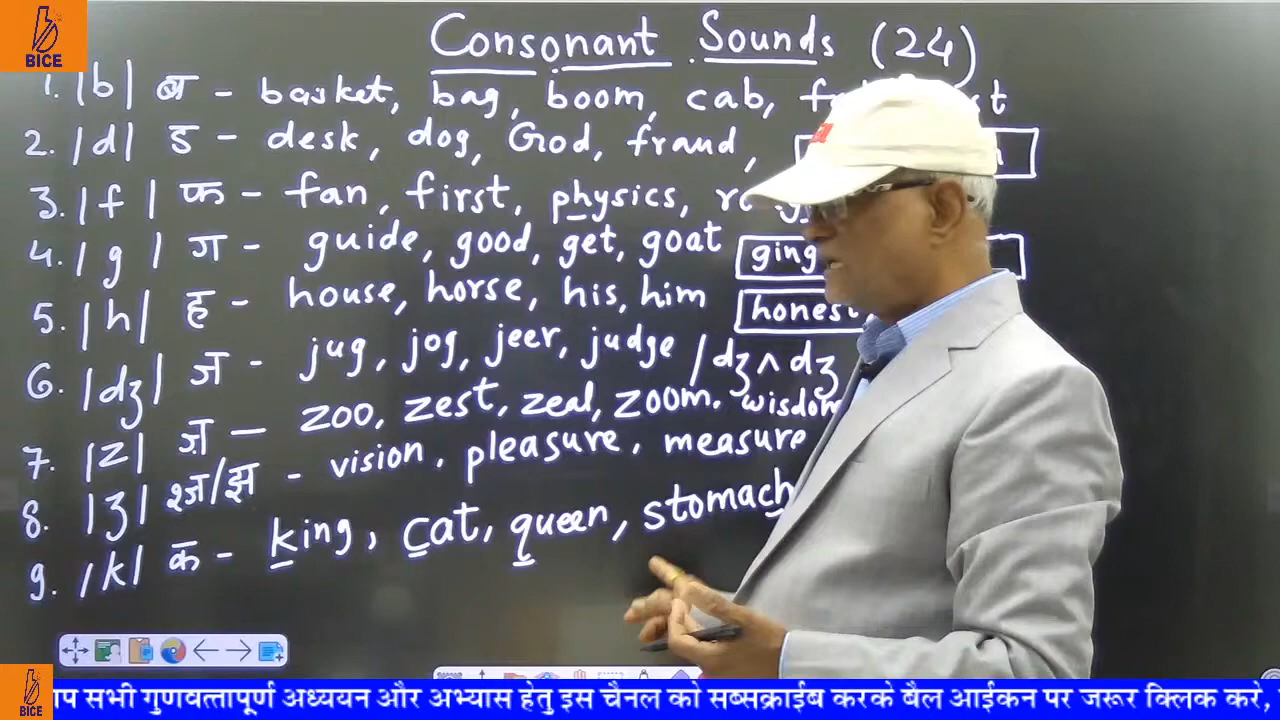 BICE
Consonant Sounds (24)
1. /b/ ब - basket, bag, boom, cab,
2. /d/ ड - desk, dog, God, fraud,
3. /f/ फ - fan, first, physics,
4. /g/ ग - guide, good, get, goat
5. /h/ ह - house, horse, his, him honest
6. /dʒ/ ज - jug, jog, jeer, judge /dʒʌdʒ
7. /z/ ज़ - zoo, zest, zeal, zoom. wisdom
8. /ʒ/ श्ज़/झ - vision, pleasure, measure
9. /k/ क - king, cat, queen, stomach
BICE
सभी गुणवत्तापूर्ण अध्ययन और अभ्यास हेतु इस चैनल को सब्सक्राईब करके बैल आईकन पर जरूर क्लिक करे,